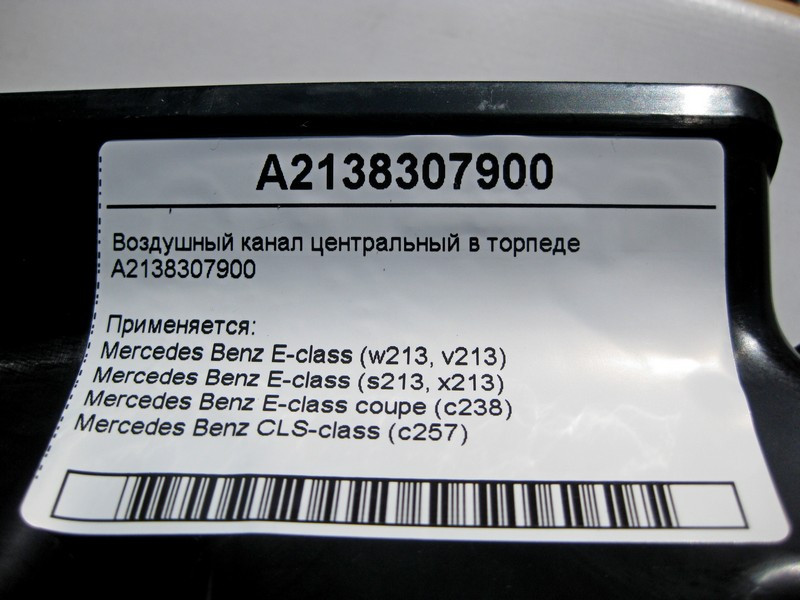 A2138307900
Воздушный канал центральный в торпеде
A2138307900
Применяется:
Mercedes Benz E-class (w213, v213)
Mercedes Benz E-class (s213, x213)
Mercedes Benz E-class coupe (c238)
Mercedes Benz CLS-class (c257)